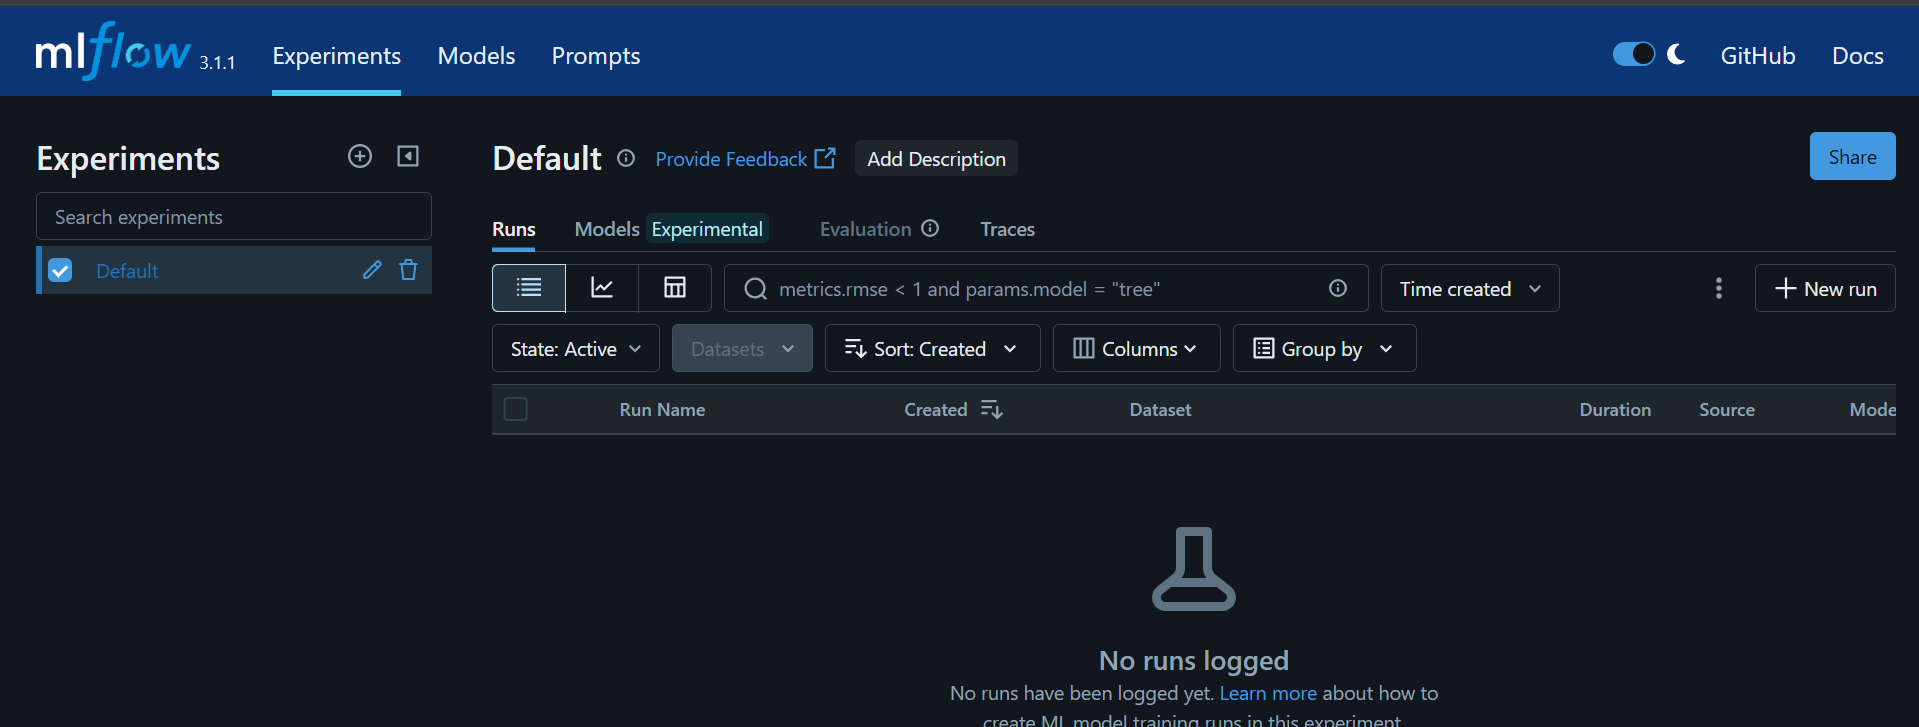 mlflow 3.1.1 Experiments Models Prompts GitHub Docs
Experiments
Search experiments
Default
Default Provide Feedback Add Description Share
Runs Models Experimental Evaluation Traces
metrics.rmse < 1 and params.model = "tree" Time created New run
State: Active Datasets Sort: Created Columns Group by
Run Name Created Dataset Duration Source Mode
No runs logged
No runs have been logged yet. Learn more about how to
create ML model training runs in this experiment.